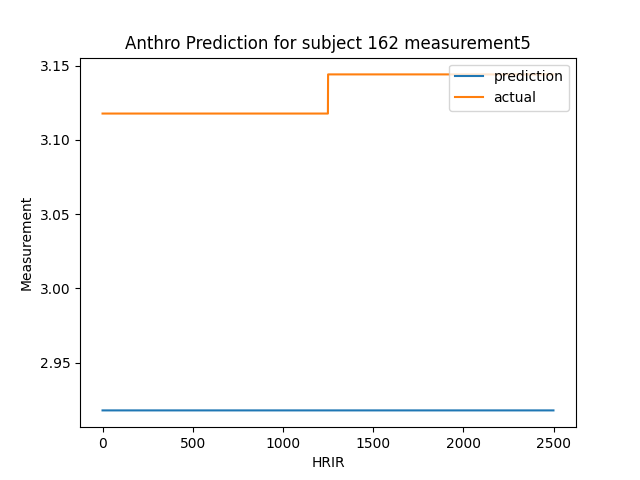 Anthro Prediction for subject 162 measurement5
3.15
3.10
3.05
3.00
2.95
Measurement
prediction
actual
0
500
1000
1500
2000
2500
HRIR